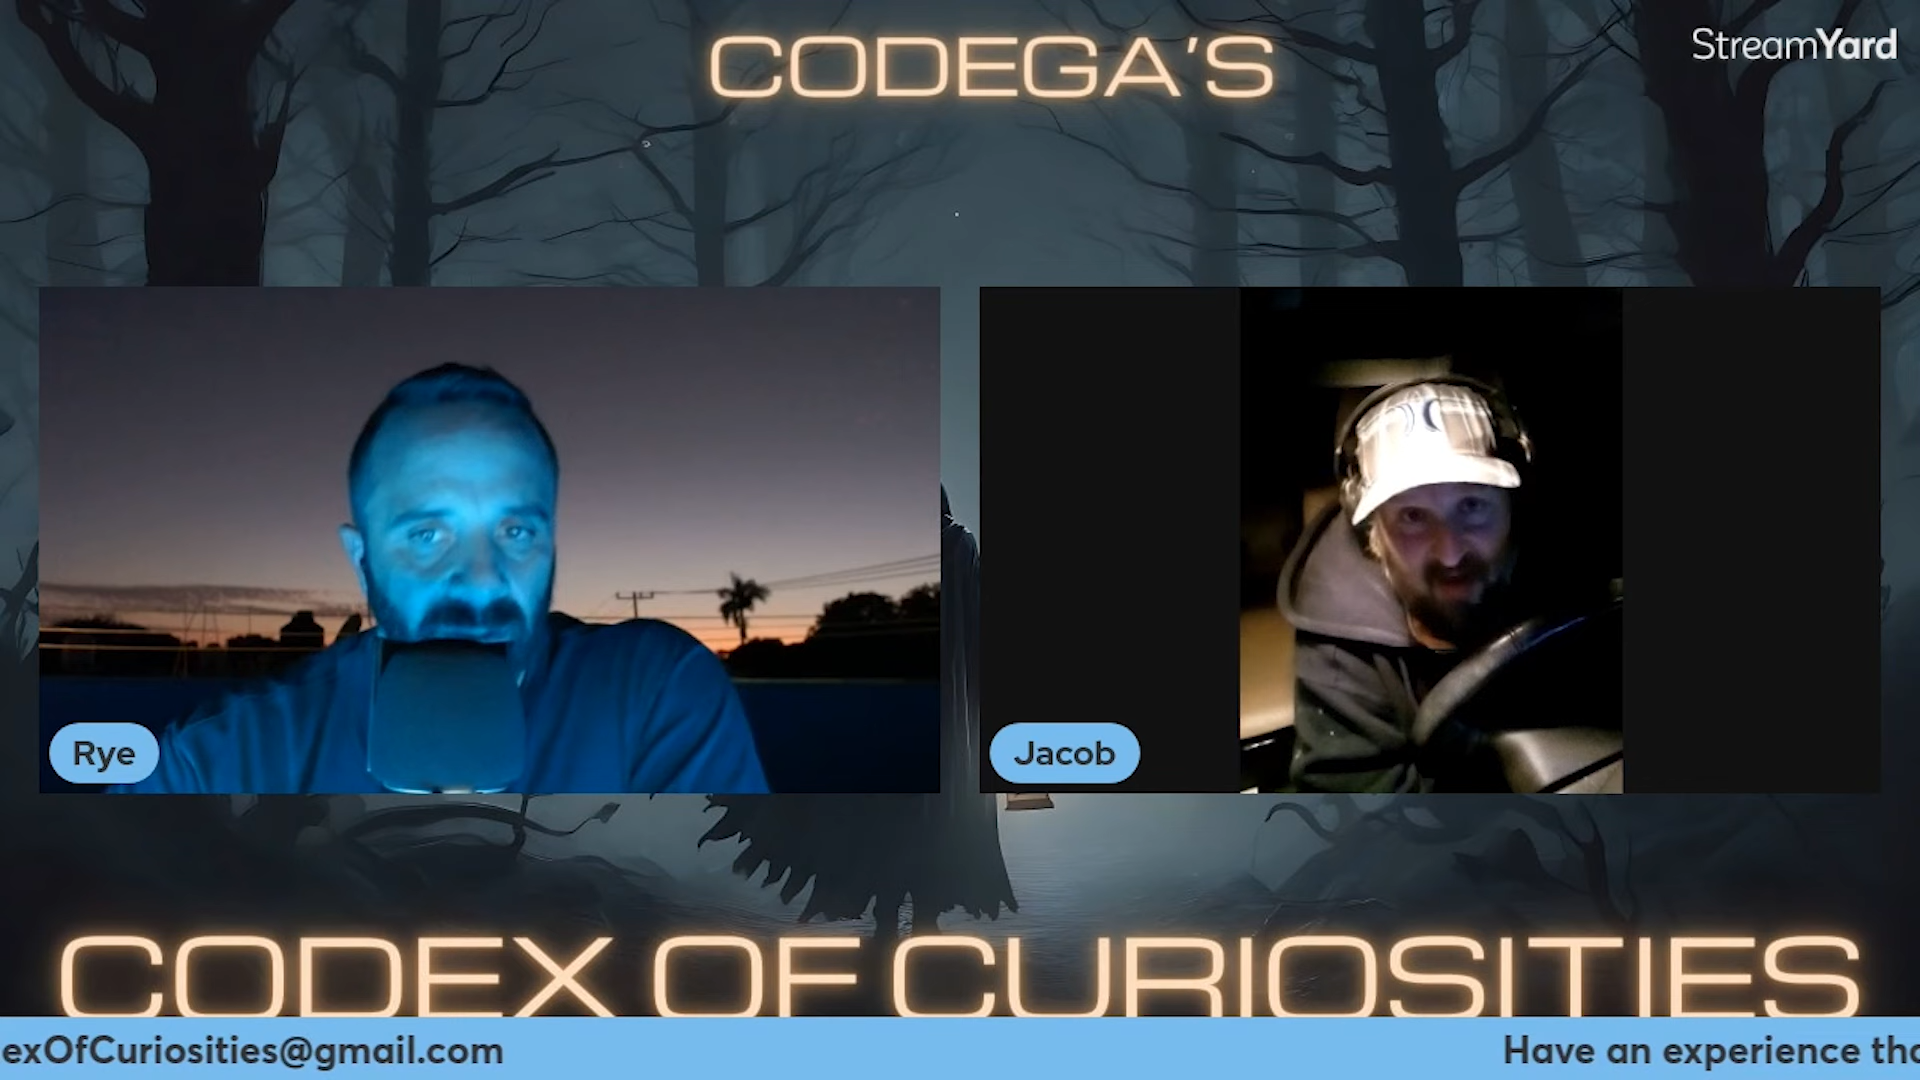 CODEGA'S
StreamYard
Rye
Jacob
CODEX OF CURIOSITIES
exOfCuriosities@gmail.com
Have an experience tha